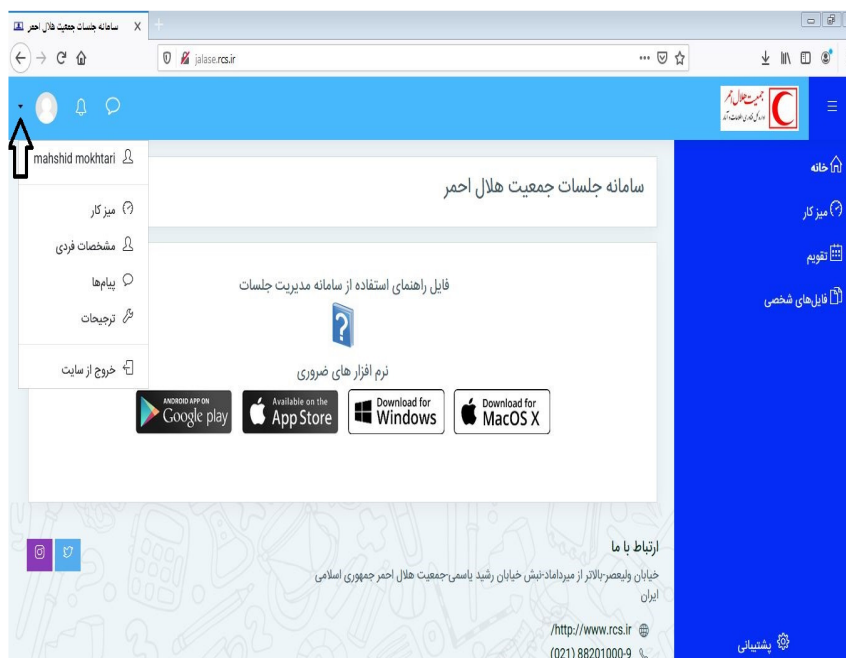 سامانه جلسات جمعیت هلال احمر
jalase.rcs.ir
جمعیت هلال احمر
mahshid mokhtari
میز کار
مشخصات فردی
پیام‌ها
ترجیحات
خروج از سایت
خانه
میز کار
تقویم
فایل‌های شخصی
پشتیبانی
سامانه جلسات جمعیت هلال احمر
فایل راهنمای استفاده از سامانه مدیریت جلسات
?
نرم افزار های ضروری
ANDROID APP ON
Google play
Available on the
App Store
Download for
Windows
Download for
MacOS X
ارتباط با ما
خیابان ولیعصر-بالاتر از میرداماد-نبش خیابان رشید یاسمی-جمعیت هلال احمر جمهوری اسلامی
ایران
/http://www.rcs.ir
(021) 88201000-9